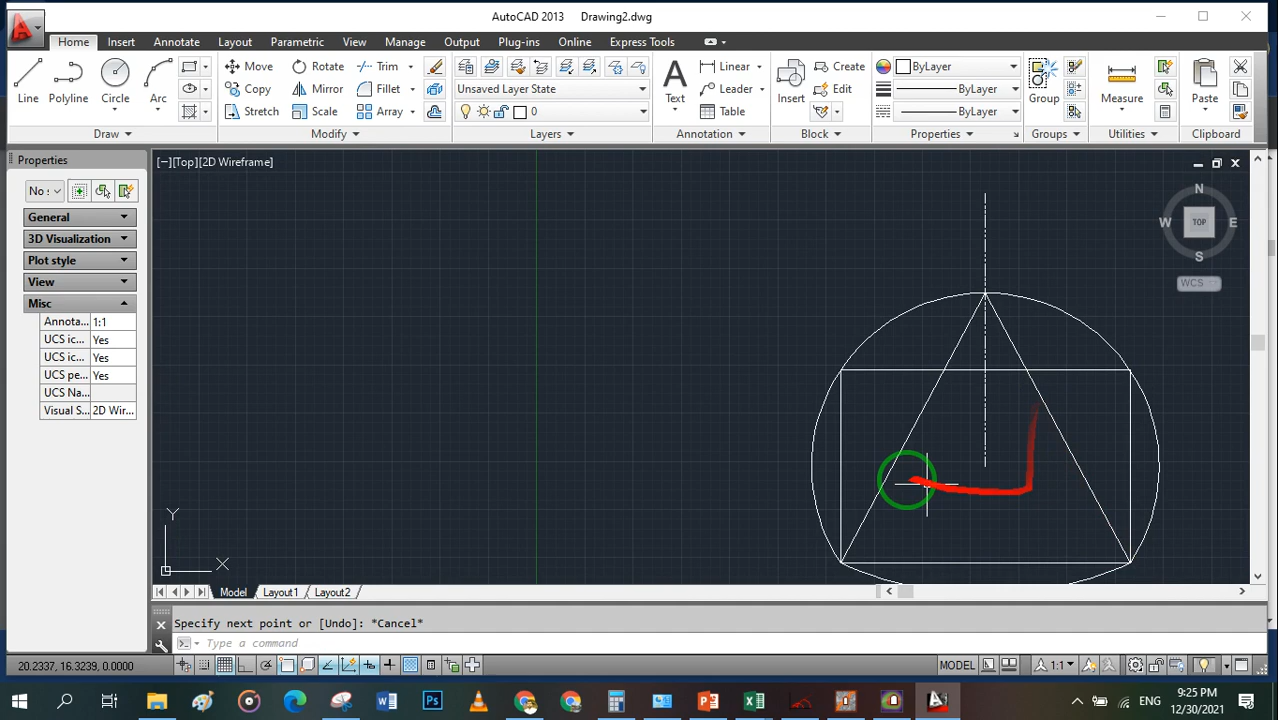 AutoCAD 2013 Drawing2.dwg
Home Insert Annotate Layout Parametric View Manage Output Plug-ins Online Express Tools
Line Polyline Circle Arc
Move Rotate Trim
Copy Mirror Fillet
Stretch Scale Array
Draw Modify
Unsaved Layer State
0
Layers
Text
Linear
Leader
Table
Annotation
Insert
Create
Edit
Block
ByLayer
ByLayer
ByLayer
Properties
Group
Groups
Measure
Utilities
Paste
Clipboard
Properties
No s
General
3D Visualization
Plot style
View
Misc
Annota... 1:1
UCS ic... Yes
UCS ic... Yes
UCS pe... Yes
UCS Na...
Visual S... 2D Wir...
[−][Top][2D Wireframe]
N
W TOP E
S
WCS
Y
X
Model Layout1 Layout2
Specify next point or [Undo]: *Cancel*
Type a command
20.2337, 16.3239, 0.0000
MODEL 1:1
ENG
9:25 PM
12/30/2021